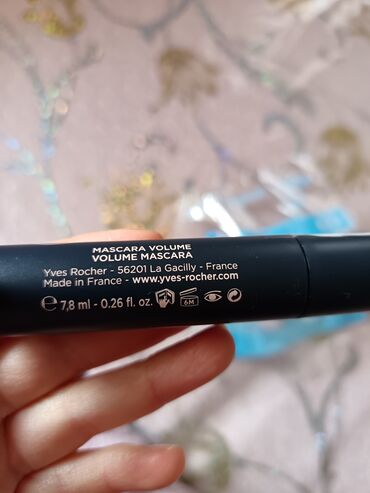 MASCARA VOLUME
VOLUME MASCARA
Yves Rocher - 56201 La Gacilly - France
Made in France - www.yves-rocher.com
℮ 7,8 ml - 0.26 fl. oz. 6M